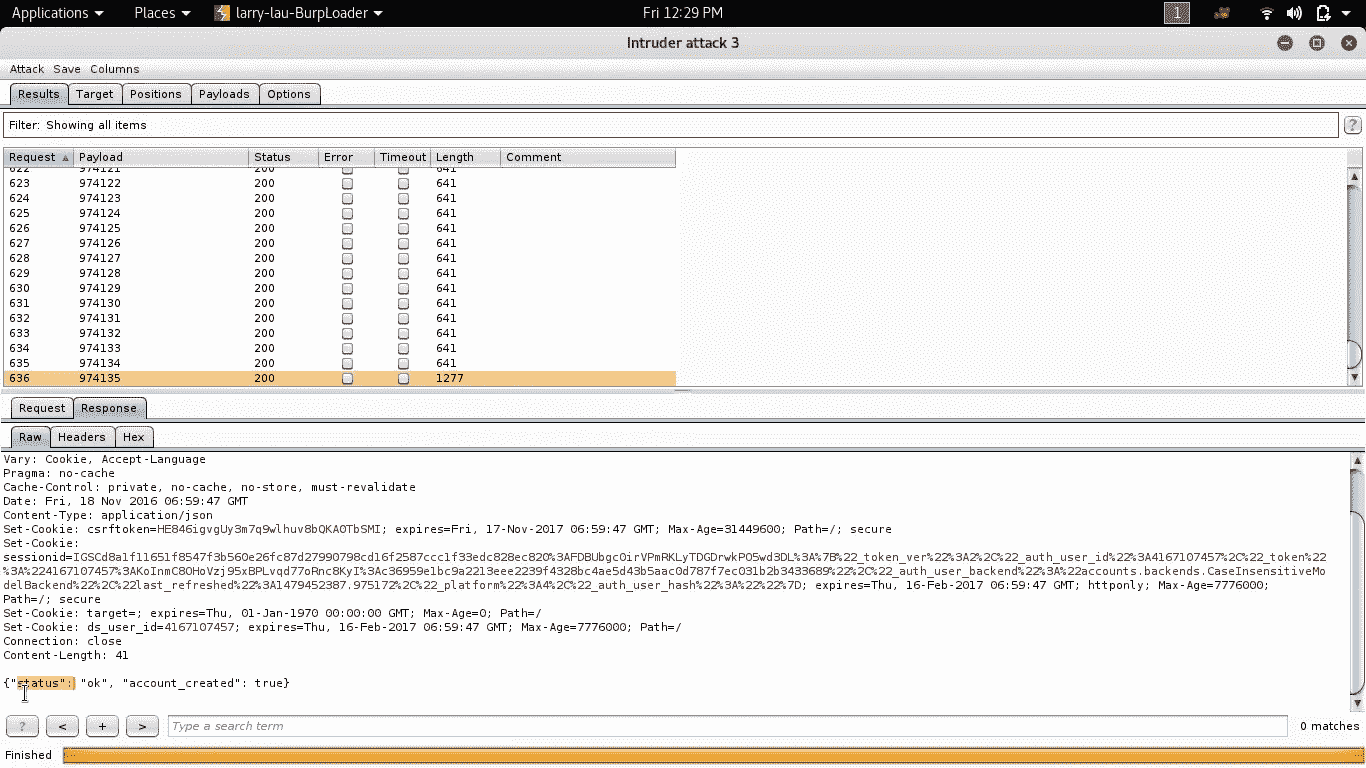 Applications Places larry-lau-BurpLoader Fri 12:29 PM 1
Intruder attack 3
Attack Save Columns
Results Target Positions Payloads Options
Filter: Showing all items ?
Request Payload Status Error Timeout Length Comment
622 974121 200 641
623 974122 200 641
624 974123 200 641
625 974124 200 641
626 974125 200 641
627 974126 200 641
628 974127 200 641
629 974128 200 641
630 974129 200 641
631 974130 200 641
632 974131 200 641
633 974132 200 641
634 974133 200 641
635 974134 200 641
636 974135 200 1277
Request Response
Raw Headers Hex
Vary: Cookie, Accept-Language
Pragma: no-cache
Cache-Control: private, no-cache, no-store, must-revalidate
Date: Fri, 18 Nov 2016 06:59:47 GMT
Content-Type: application/json
Set-Cookie: csrftoken=HE846igvgUy3m7q9wlhuv8bQKAOTbSMI; expires=Fri, 17-Nov-2017 06:59:47 GMT; Max-Age=31449600; Path=/; secure
Set-Cookie:
sessionid=IGSCd8a1f11651f8547f3b560e26fc87d27990798cd16f2587ccc1f33edc828ec820%3AFDBUbgcOirVPmRKLyTDGDrwkPO5wd3DL%3A%7B%22_token_ver%22%3A2%2C%22_auth_user_id%22%3A4167107457%2C%22_token%22
%3A%224167107457%3AKoInmC8OHoVzj95xBPLvqd77oRnc8KyI%3Ac36959e1bc9a2213eee2239f4328bc4ae5d43b5aac0d787f7ec031b2b3433689%22%2C%22_auth_user_backend%22%3A%22accounts.backends.CaseInsensitiveMo
delBackend%22%2C%22last_refreshed%22%3A1479452387.975172%2C%22_platform%22%3A4%2C%22_auth_user_hash%22%3A%22%22%7D; expires=Thu, 16-Feb-2017 06:59:47 GMT; httponly; Max-Age=7776000;
Path=/; secure
Set-Cookie: target=; expires=Thu, 01-Jan-1970 00:00:00 GMT; Max-Age=0; Path=/
Set-Cookie: ds_user_id=4167107457; expires=Thu, 16-Feb-2017 06:59:47 GMT; Max-Age=7776000; Path=/
Connection: close
Content-Length: 41
{"status": "ok", "account_created": true}
? < + > Type a search term 0 matches
Finished